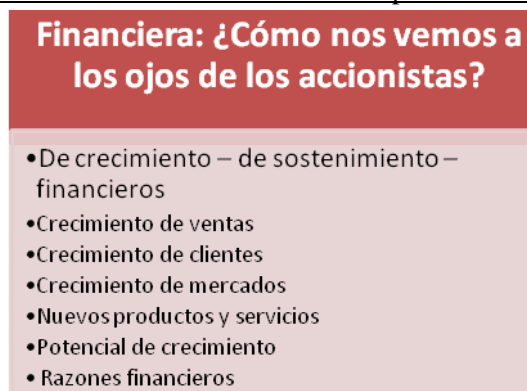 Financiera: ¿Cómo nos vemos a
los ojos de los accionistas?
•De crecimiento – de sostenimiento –
financieros
•Crecimiento de ventas
•Crecimiento de clientes
•Crecimiento de mercados
•Nuevos productos y servicios
•Potencial de crecimiento
• Razones financieros